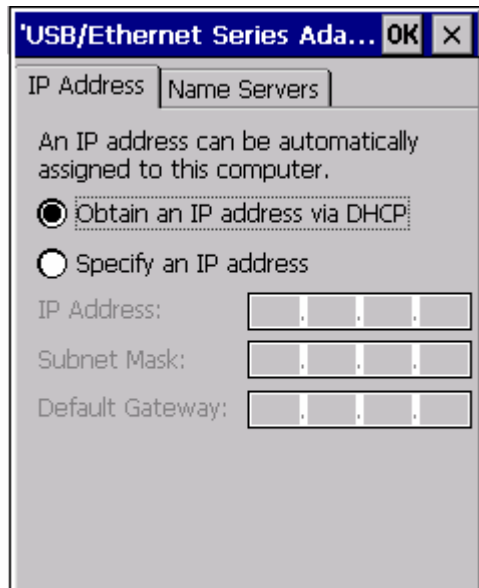 'USB/Ethernet Series Ada... OK ×
IP Address Name Servers
An IP address can be automatically
assigned to this computer.
Obtain an IP address via DHCP
Specify an IP address
IP Address: . . .
Subnet Mask: . . .
Default Gateway: . . .